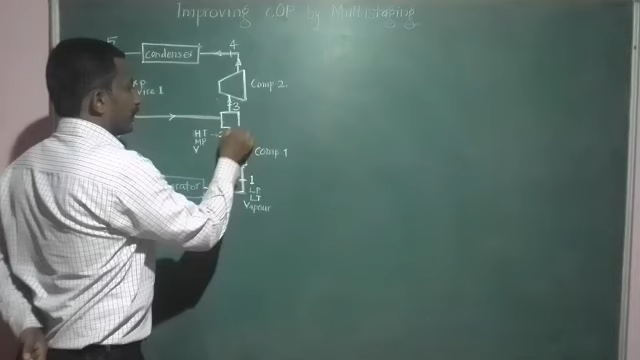 Improving COP by Multistaging
5
condenser
4
Comp 2
3
HT
MP
V
Comp 1
1
LP
LT
Vapour